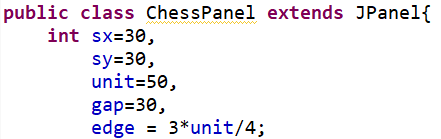 public class ChessPanel extends JPanel{
int sx=30,
sy=30,
unit=50,
gap=30,
edge = 3*unit/4;